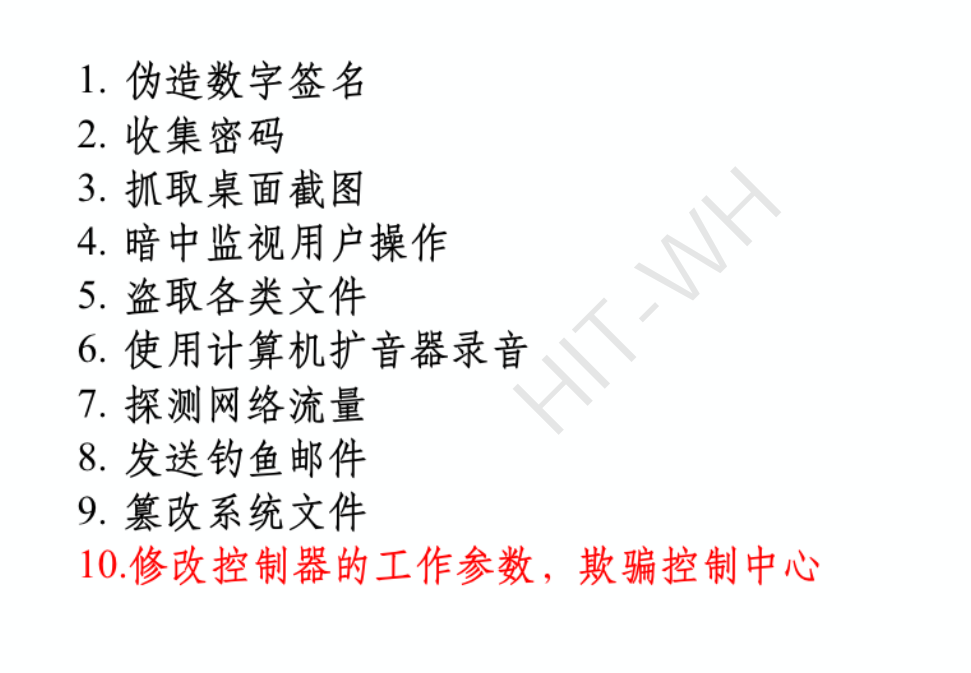 1. 伪造数字签名
2. 收集密码
3. 抓取桌面截图
4. 暗中监视用户操作
5. 盗取各类文件
6. 使用计算机扩音器录音
7. 探测网络流量
8. 发送钓鱼邮件
9. 篡改系统文件
10.修改控制器的工作参数，欺骗控制中心
HIT-WH